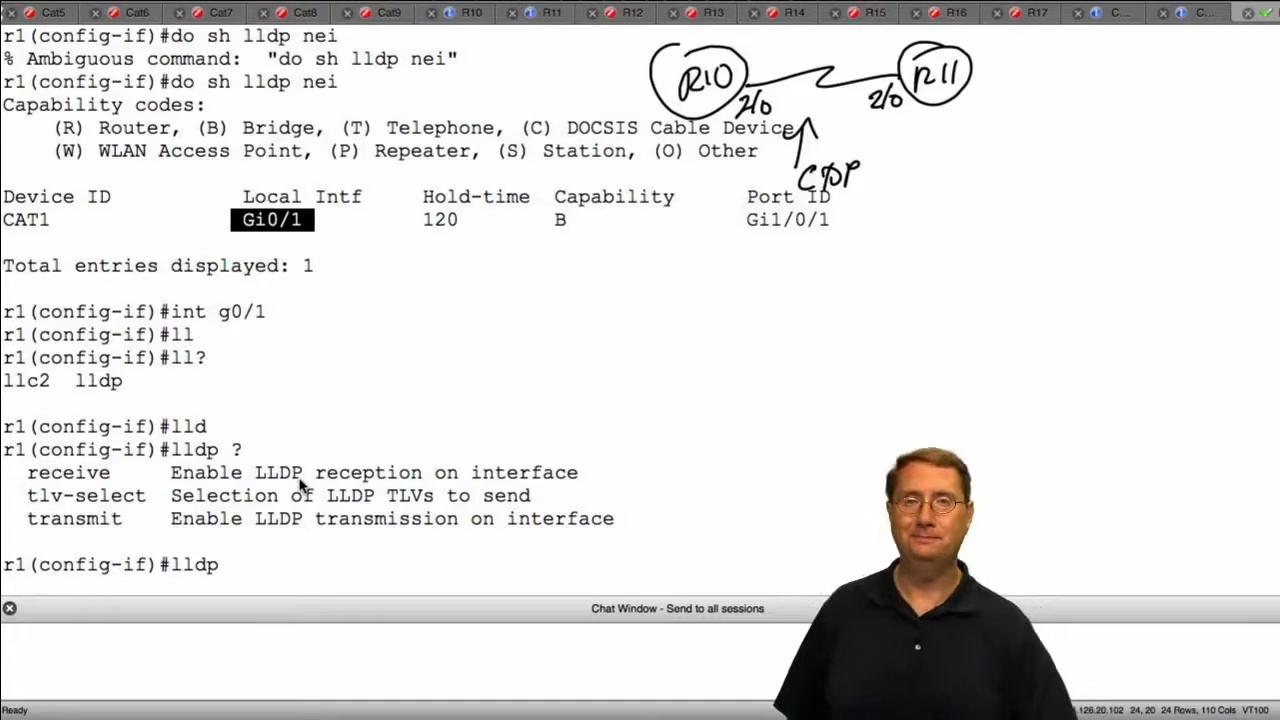 Cat5 Cat6 Cat7 Cat8 Cat9 R10 R11 R12 R13 R14 R15 R16 R17 C... C...
r1(config-if)#do sh lldp nei
% Ambiguous command:  "do sh lldp nei"
r1(config-if)#do sh lldp nei
Capability codes:
(R) Router, (B) Bridge, (T) Telephone, (C) DOCSIS Cable Device
(W) WLAN Access Point, (P) Repeater, (S) Station, (O) Other
R10 R11
2/0 2/0
CDP
Device ID Local Intf Hold-time Capability Port ID
CAT1 Gi0/1 120 B Gi1/0/1
Total entries displayed: 1
r1(config-if)#int g0/1
r1(config-if)#ll
r1(config-if)#ll?
llc2 lldp
r1(config-if)#lld
r1(config-if)#lldp ?
receive Enable LLDP reception on interface
tlv-select Selection of LLDP TLVs to send
transmit Enable LLDP transmission on interface
r1(config-if)#lldp
Chat Window - Send to all sessions
Ready 126.20.102 24, 20 24 Rows, 110 Cols VT100